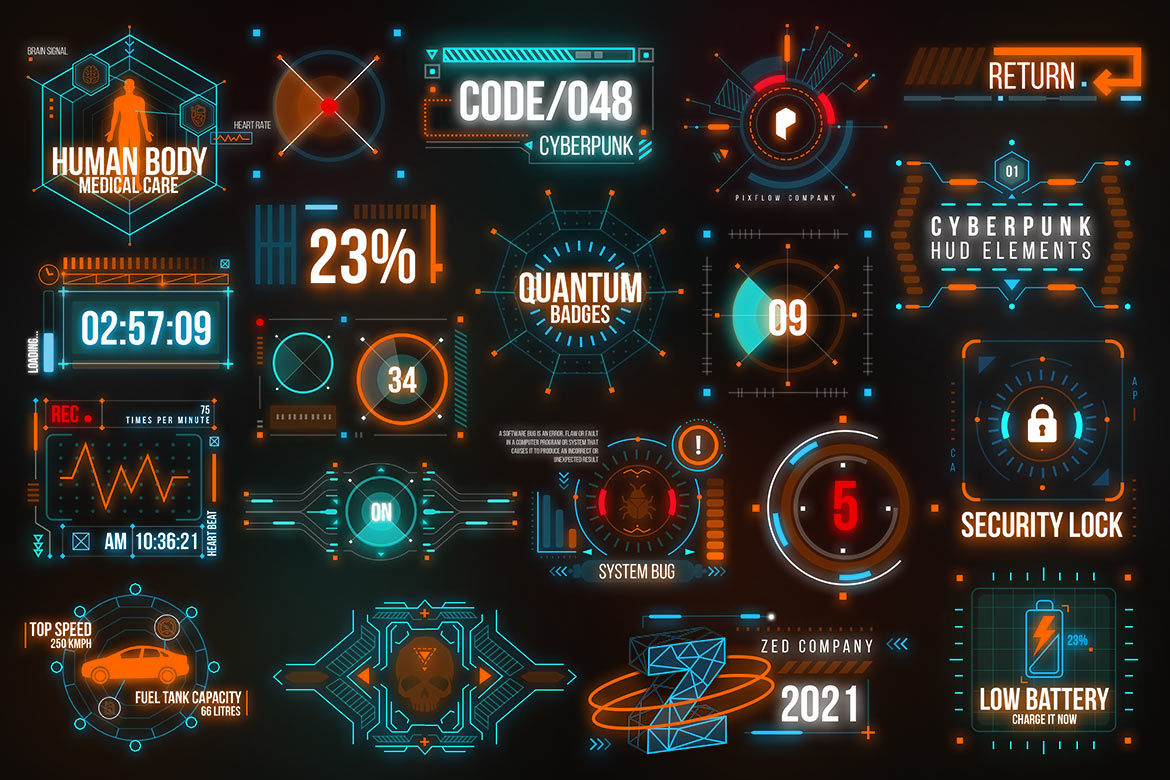 BRAIN SIGNAL
HEART RATE
HUMAN BODY
MEDICAL CARE
CODE/048
CYBERPUNK
PIXFLOW COMPANY
RETURN
01
CYBERPUNK
HUD ELEMENTS
23%
QUANTUM
BADGES
09
LOADING...
02:57:09
34
REC
75
TIMES PER MINUTE
AM
10:36:21
HEART BEAT
ON
A SOFTWARE BUG IS AN ERROR, FLAW OR FAULT
IN A COMPUTER PROGRAM OR SYSTEM THAT
CAUSES IT TO PRODUCE AN INCORRECT OR
UNEXPECTED RESULT
!
SYSTEM BUG
5
AP
CA
SECURITY LOCK
TOP SPEED
250 KMPH
FUEL TANK CAPACITY
66 LITRES
ZED COMPANY
2021
23%
LOW BATTERY
CHARGE IT NOW